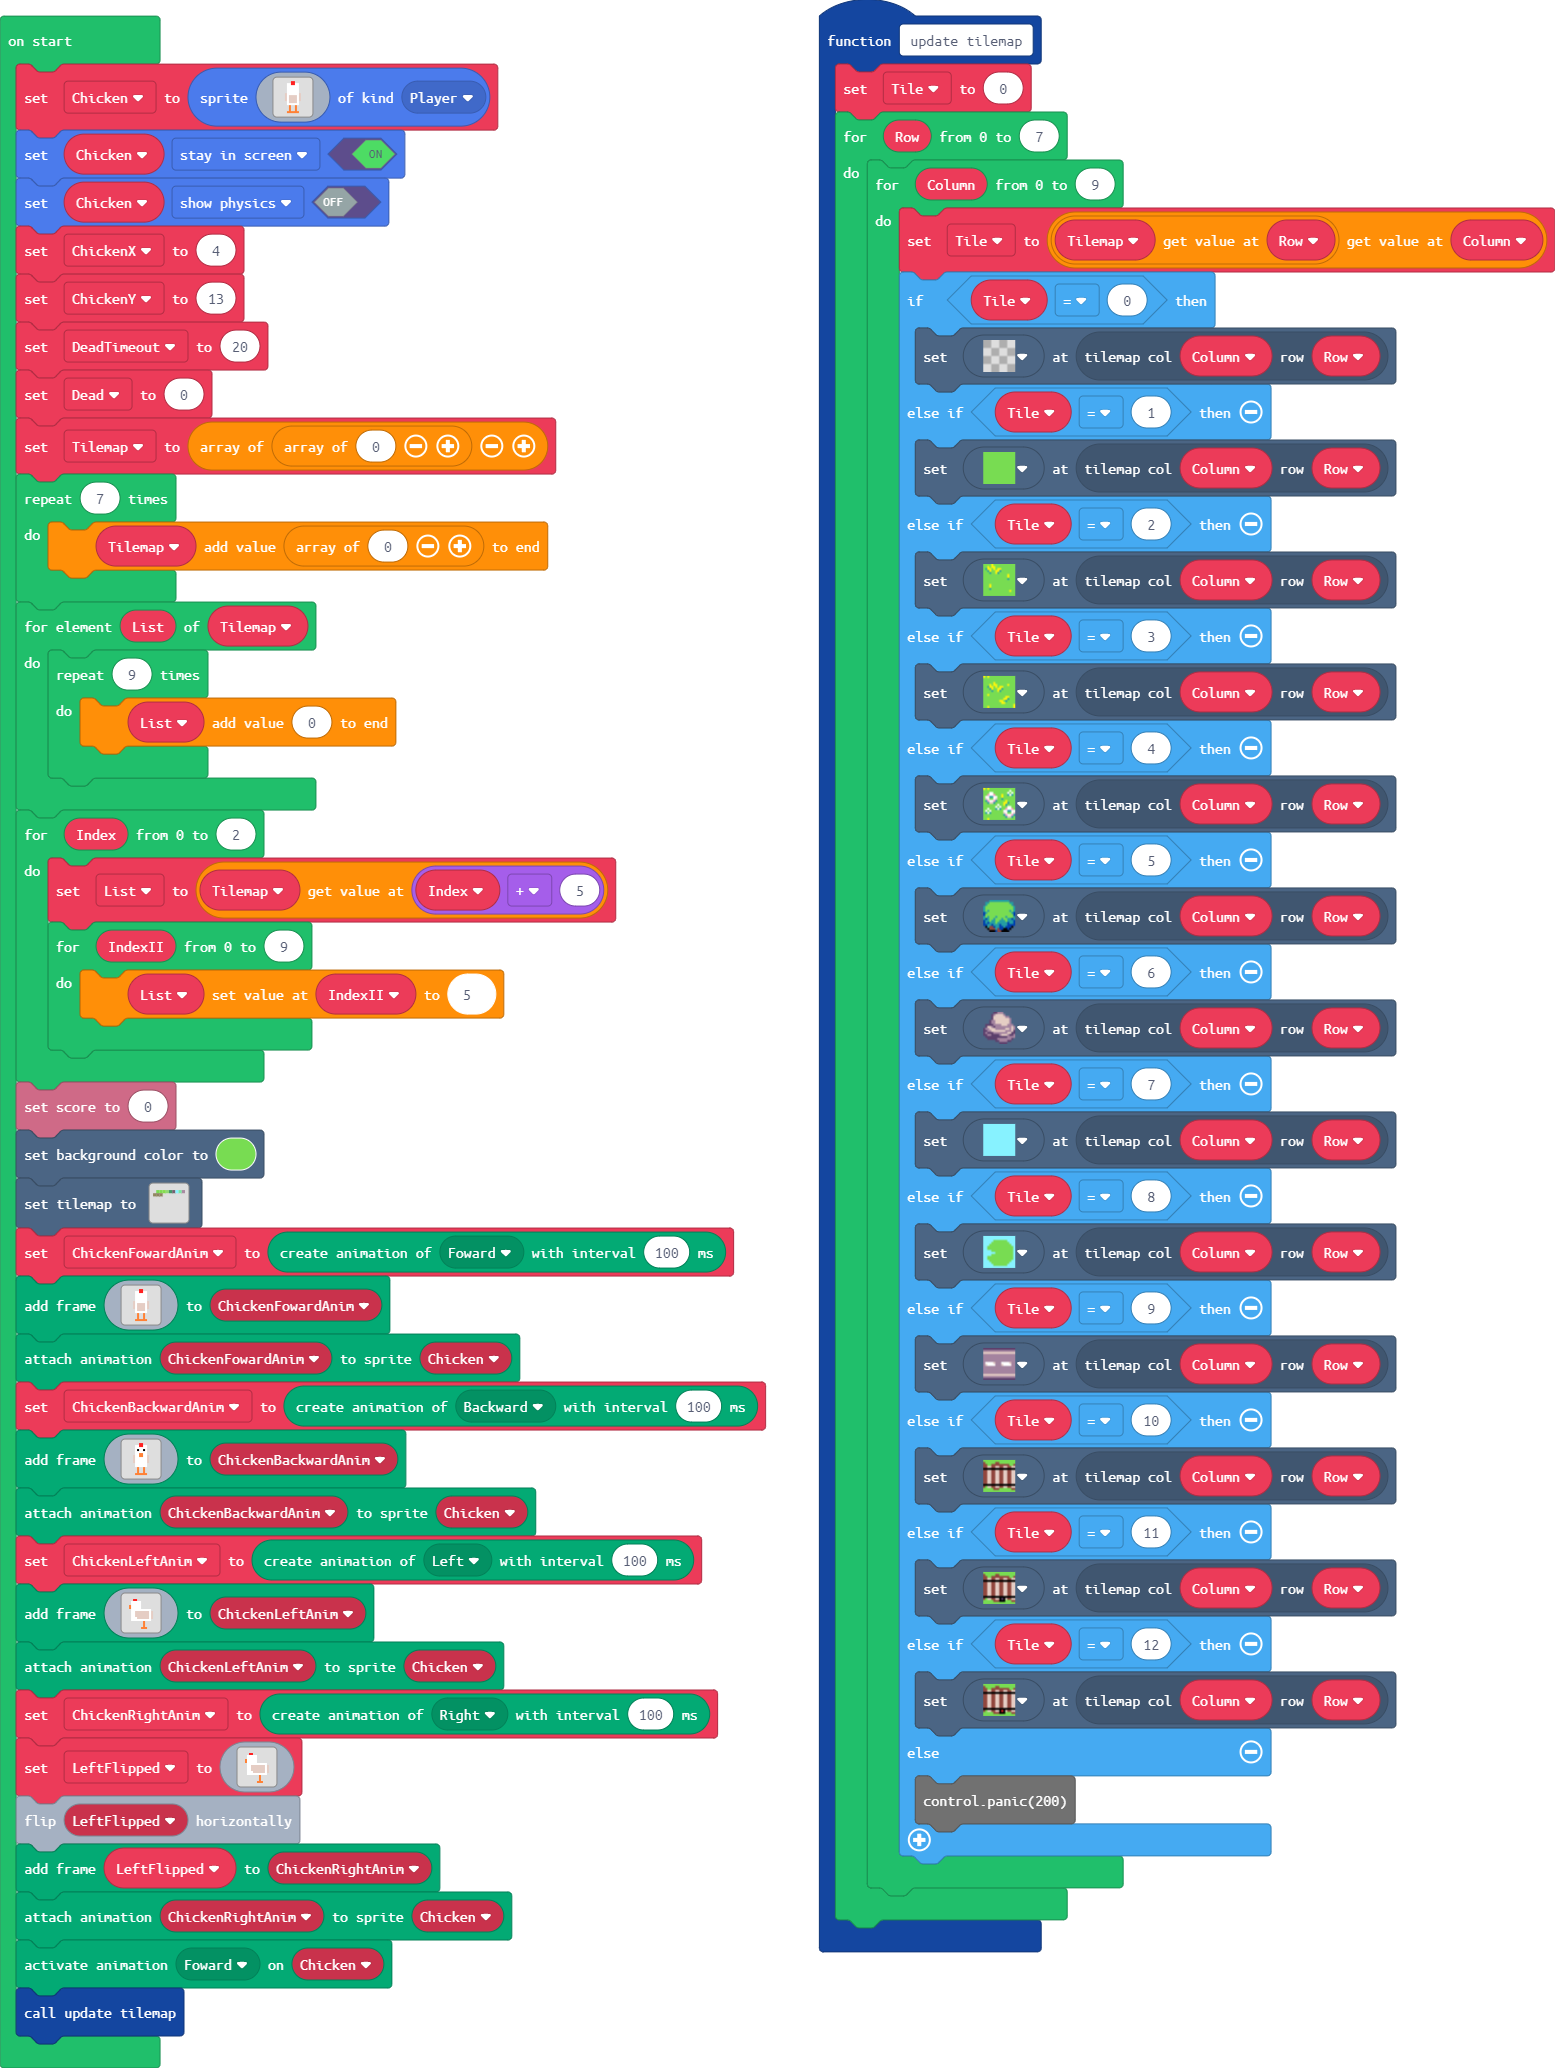 on start
set Chicken to sprite of kind Player
set Chicken stay in screen ON
set Chicken show physics OFF
set ChickenX to 4
set ChickenY to 13
set DeadTimeout to 20
set Dead to 0
set Tilemap to array of array of 0
repeat 7 times
do Tilemap add value array of 0 to end
for element List of Tilemap
do repeat 9 times
do List add value 0 to end
for Index from 0 to 2
do set List to Tilemap get value at Index + 5
for IndexII from 0 to 9
do List set value at IndexII to 5
set score to 0
set background color to
set tilemap to
set ChickenFowardAnim to create animation of Foward with interval 100 ms
add frame to ChickenFowardAnim
attach animation ChickenFowardAnim to sprite Chicken
set ChickenBackwardAnim to create animation of Backward with interval 100 ms
add frame to ChickenBackwardAnim
attach animation ChickenBackwardAnim to sprite Chicken
set ChickenLeftAnim to create animation of Left with interval 100 ms
add frame to ChickenLeftAnim
attach animation ChickenLeftAnim to sprite Chicken
set ChickenRightAnim to create animation of Right with interval 100 ms
set LeftFlipped to
flip LeftFlipped horizontally
add frame LeftFlipped to ChickenRightAnim
attach animation ChickenRightAnim to sprite Chicken
activate animation Foward on Chicken
call update tilemap
function update tilemap
set Tile to 0
for Row from 0 to 7
do for Column from 0 to 9
do set Tile to Tilemap get value at Row get value at Column
if Tile = 0 then
set at tilemap col Column row Row
else if Tile = 1 then
set at tilemap col Column row Row
else if Tile = 2 then
set at tilemap col Column row Row
else if Tile = 3 then
set at tilemap col Column row Row
else if Tile = 4 then
set at tilemap col Column row Row
else if Tile = 5 then
set at tilemap col Column row Row
else if Tile = 6 then
set at tilemap col Column row Row
else if Tile = 7 then
set at tilemap col Column row Row
else if Tile = 8 then
set at tilemap col Column row Row
else if Tile = 9 then
set at tilemap col Column row Row
else if Tile = 10 then
set at tilemap col Column row Row
else if Tile = 11 then
set at tilemap col Column row Row
else if Tile = 12 then
set at tilemap col Column row Row
else
control.panic(200)